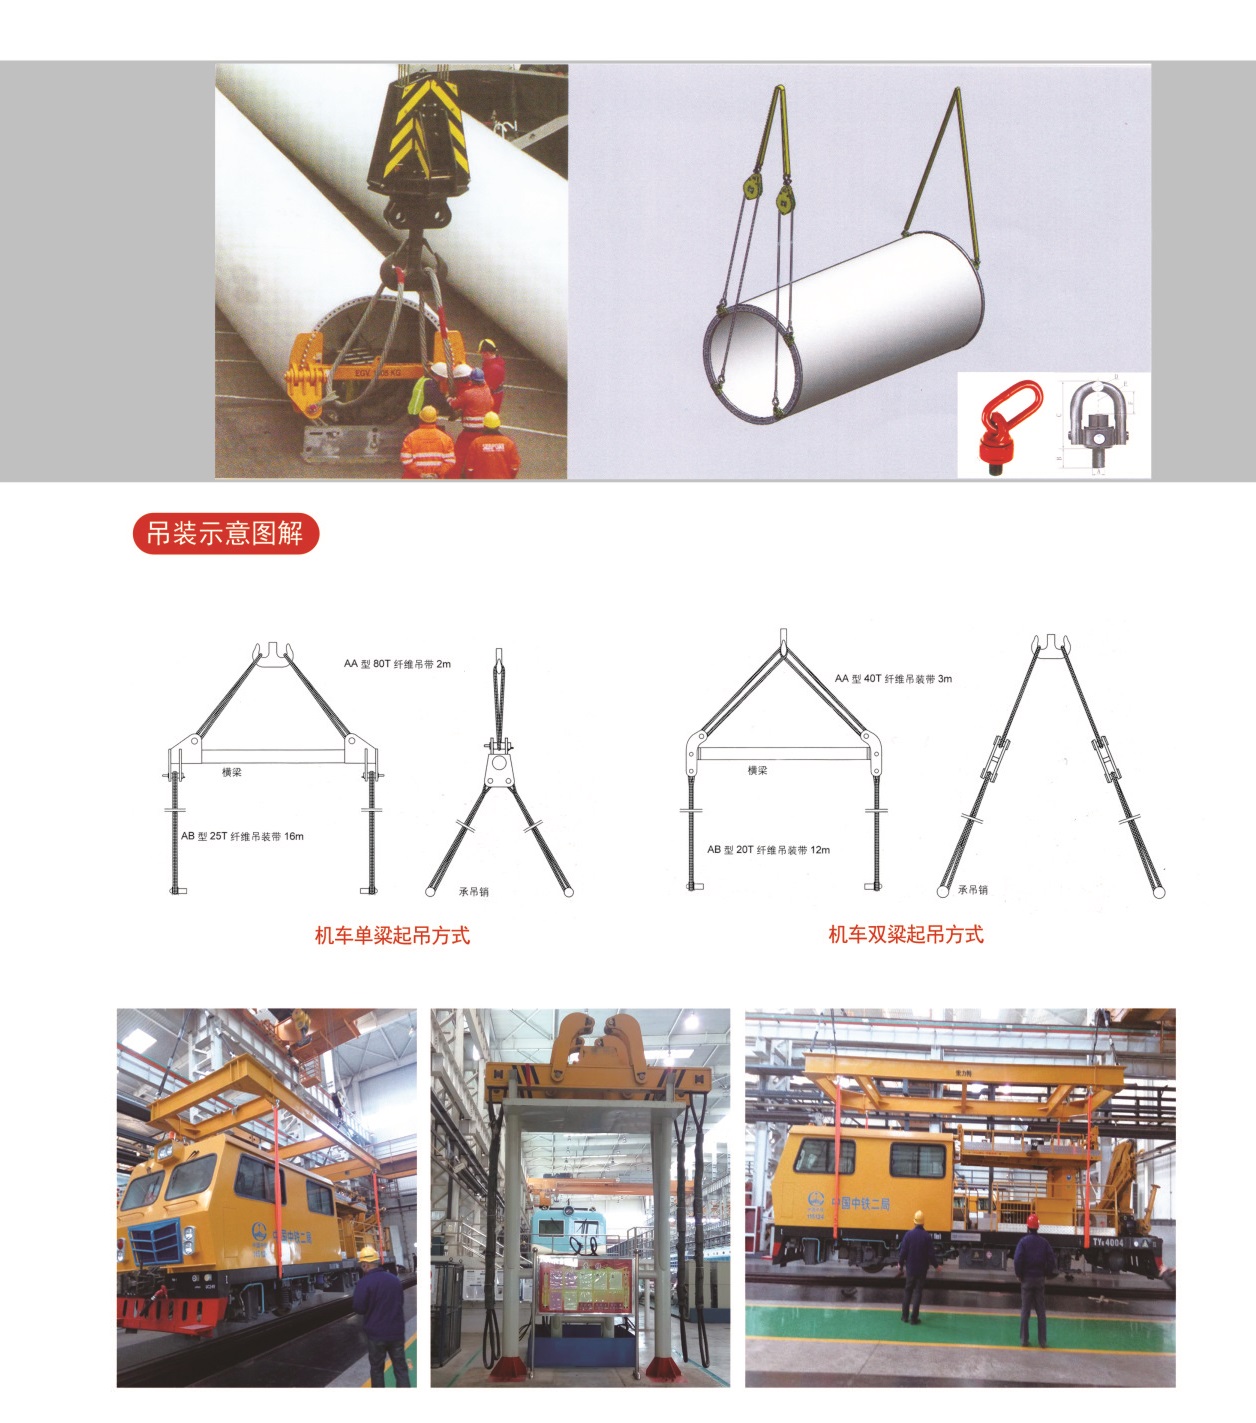 吊装示意图解
AA 型 80T 纤维吊带 2m
横梁
AB 型 25T 纤维吊装带 16m
承吊销
机车单梁起吊方式
AA 型 40T 纤维吊装带 3m
横梁
AB 型 20T 纤维吊装带 12m
承吊销
机车双梁起吊方式
中国中铁二局
中国中铁二局